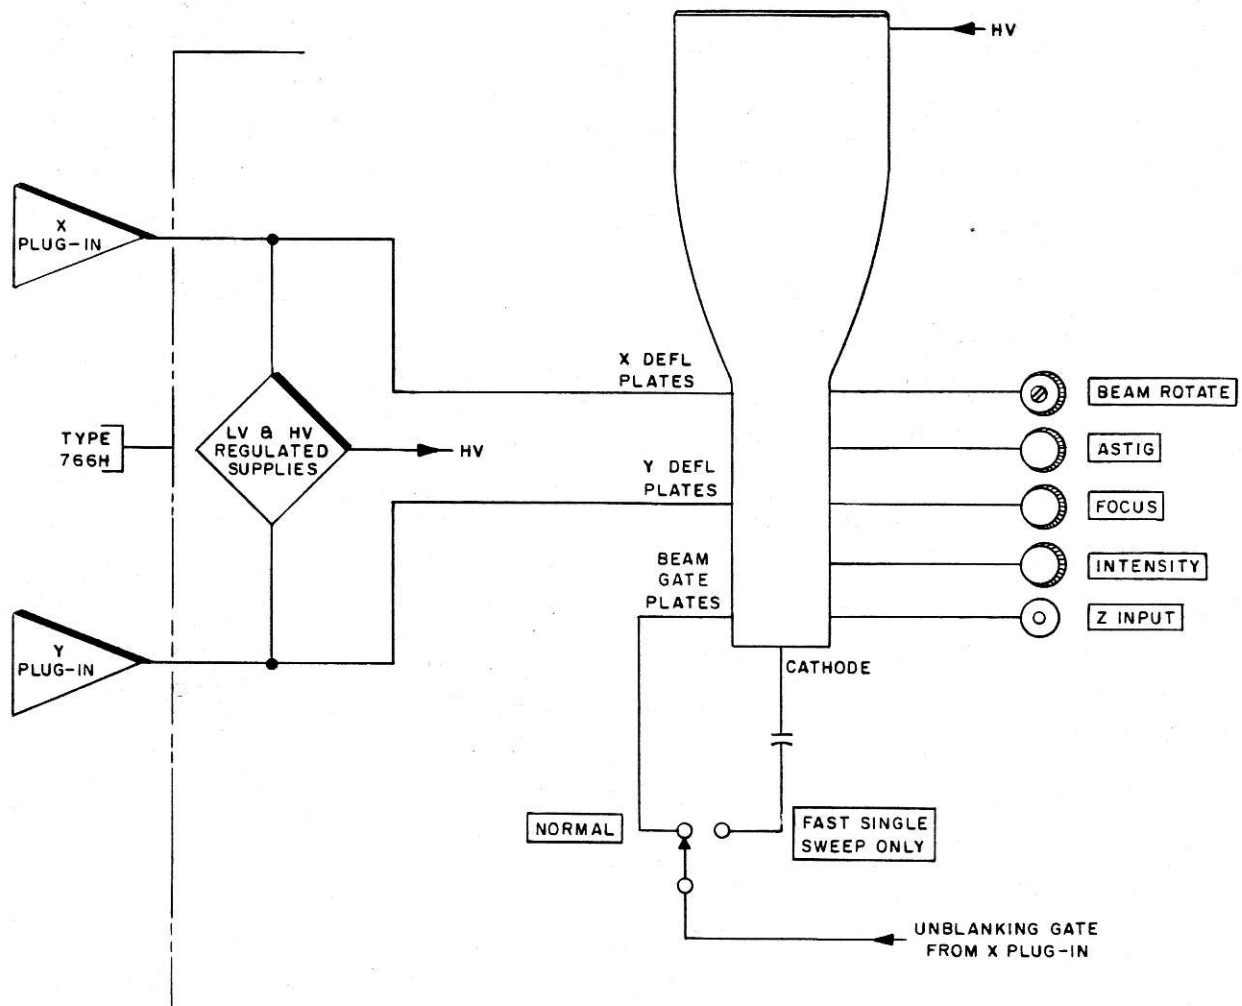 HV
X
PLUG-IN
X DEFL
PLATES
BEAM ROTATE
TYPE
766H
LV & HV
REGULATED
SUPPLIES
HV
ASTIG
Y DEFL
PLATES
FOCUS
BEAM
GATE
PLATES
INTENSITY
Z INPUT
Y
PLUG-IN
CATHODE
NORMAL
FAST SINGLE
SWEEP ONLY
UNBLANKING GATE
FROM X PLUG-IN